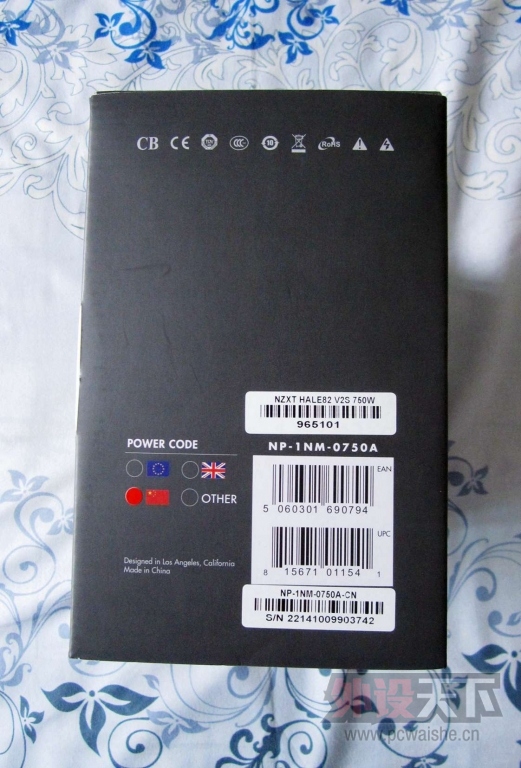 CB CE 10 RoHS
NZXT HALE82 V2S 750W
965101
POWER CODE
NP-1NM-0750A
OTHER
EAN
5 060301 690794
UPC
8 15671 01154 1
Designed in Los Angeles, California
Made in China
NP-1NM-0750A-CN
S/N 22141009903742
外设天下
www.pcwaishe.cn